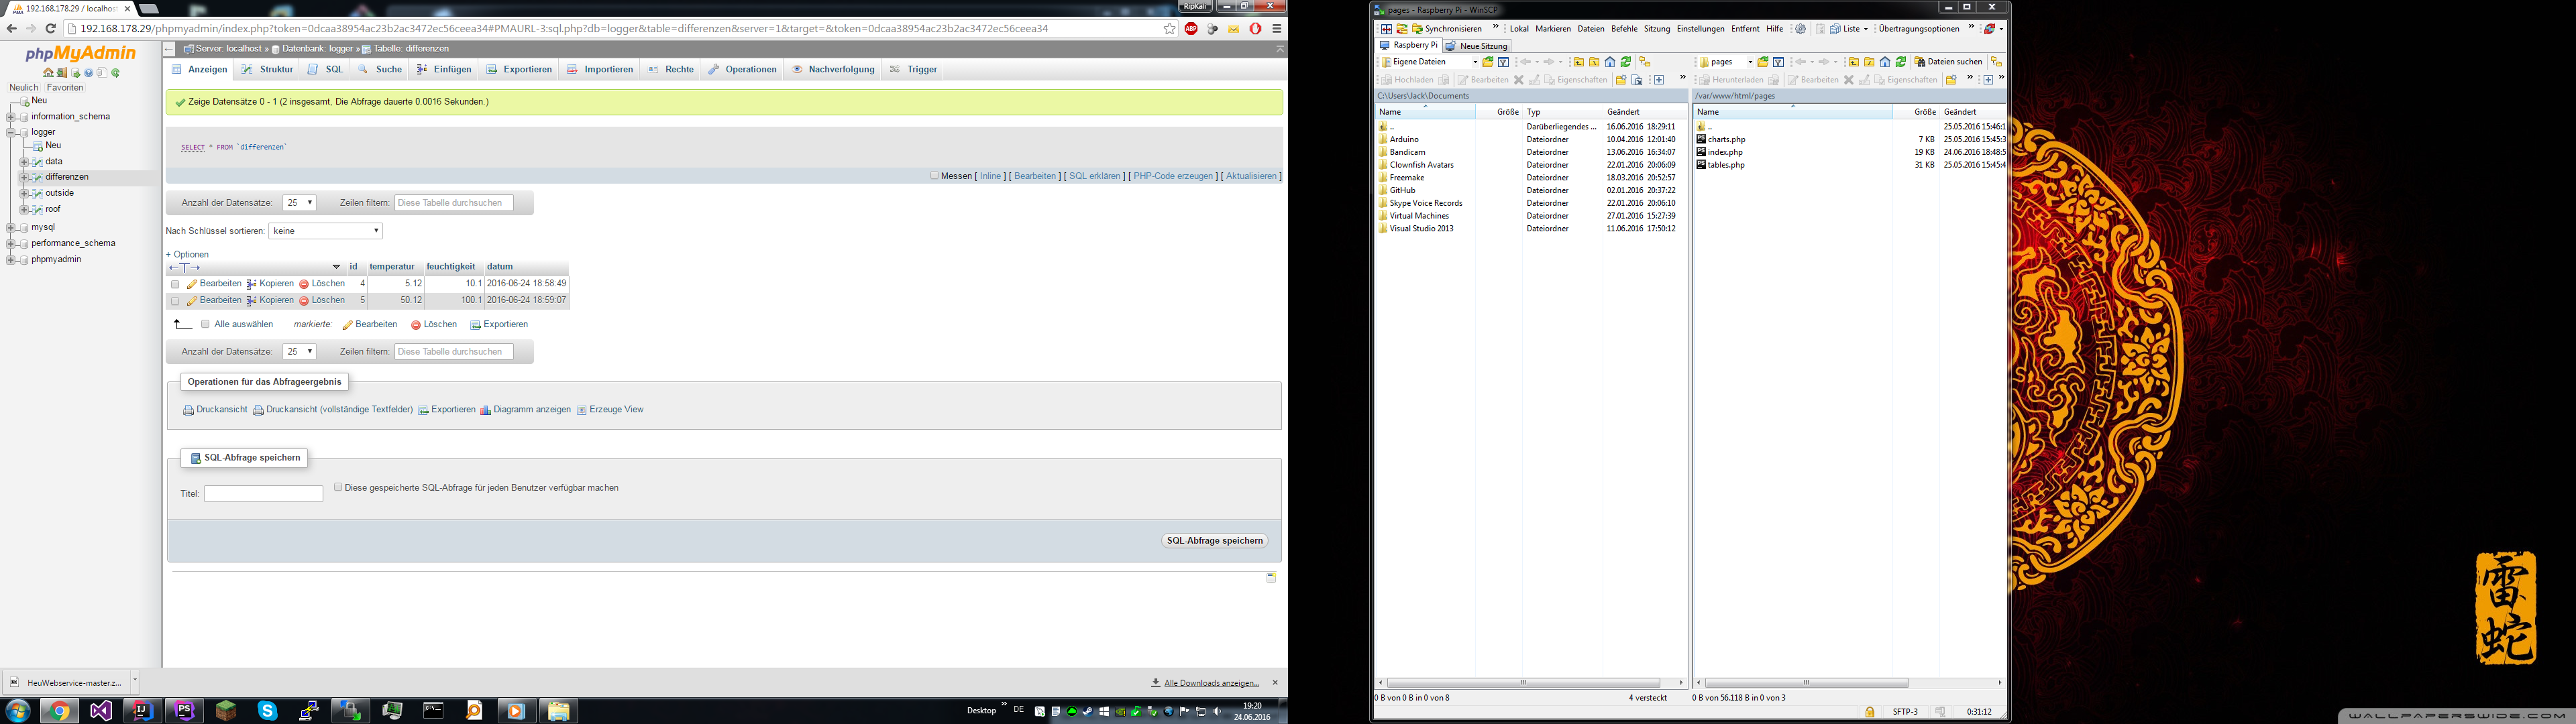 192.168.178.29 / localhost
RipKali
192.168.178.29/phpmyadmin/index.php?token=0dcaa38954ac23b2ac3472ec56ceea34#PMAURL-3:sql.php?db=logger&table=differenzen&server=1&target=&token=0dcaa38954ac23b2ac3472ec56ceea34
phpMyAdmin
Neulich Favoriten
Neu
information_schema
logger
Neu
data
differenzen
outside
roof
mysql
performance_schema
phpmyadmin
Server: localhost » Datenbank: logger » Tabelle: differenzen
Anzeigen Struktur SQL Suche Einfügen Exportieren Importieren Rechte Operationen Nachverfolgung Trigger
Zeige Datensätze 0 - 1 (2 insgesamt, Die Abfrage dauerte 0.0016 Sekunden.)
SELECT * FROM `differenzen`
Messen [ Inline ] [ Bearbeiten ] [ SQL erklären ] [ PHP-Code erzeugen ] [ Aktualisieren ]
Anzahl der Datensätze: 25 Zeilen filtern: Diese Tabelle durchsuchen
Nach Schlüssel sortieren: keine
+ Optionen
←T→ id temperatur feuchtigkeit datum
Bearbeiten Kopieren Löschen 4 5.12 10.1 2016-06-24 18:58:49
Bearbeiten Kopieren Löschen 5 50.12 100.1 2016-06-24 18:59:07
Alle auswählen markierte: Bearbeiten Löschen Exportieren
Anzahl der Datensätze: 25 Zeilen filtern: Diese Tabelle durchsuchen
Operationen für das Abfrageergebnis
Druckansicht Druckansicht (vollständige Textfelder) Exportieren Diagramm anzeigen Erzeuge View
SQL-Abfrage speichern
Titel: Diese gespeicherte SQL-Abfrage für jeden Benutzer verfügbar machen
SQL-Abfrage speichern
HeuWebservice-master.z...
Alle Downloads anzeigen...
Desktop » DE 19:20
24.06.2016
pages - Raspberry Pi - WinSCP
Synchronisieren » Lokal Markieren Dateien Befehle Sitzung Einstellungen Entfernt Hilfe Liste » Übertragungsoptionen
Raspberry Pi Neue Sitzung
Eigene Dateien
Hochladen Bearbeiten Eigenschaften »
C:\Users\Jack\Documents
Name Größe Typ Geändert
.. Darüberliegendes ... 16.06.2016 18:29:11
Arduino Dateiordner 10.04.2016 12:01:40
Bandicam Dateiordner 13.06.2016 16:34:07
Clownfish Avatars Dateiordner 22.01.2016 20:06:09
Freemake Dateiordner 18.03.2016 20:52:57
GitHub Dateiordner 02.01.2016 20:37:22
Skype Voice Records Dateiordner 22.01.2016 20:06:10
Virtual Machines Dateiordner 27.01.2016 15:27:39
Visual Studio 2013 Dateiordner 11.06.2016 17:50:12
0 B von 0 B in 0 von 8 4 versteckt
pages Dateien suchen
Herunterladen Bearbeiten Eigenschaften » »
/var/www/html/pages
Name Größe Geändert
.. 25.05.2016 15:46:1
charts.php 7 KB 25.05.2016 15:45:3
index.php 19 KB 24.06.2016 18:48:5
tables.php 31 KB 25.05.2016 15:45:4
0 B von 56.118 B in 0 von 3
SFTP-3 0:31:12
雷
蛇
WALLPAPERSWIDE.COM